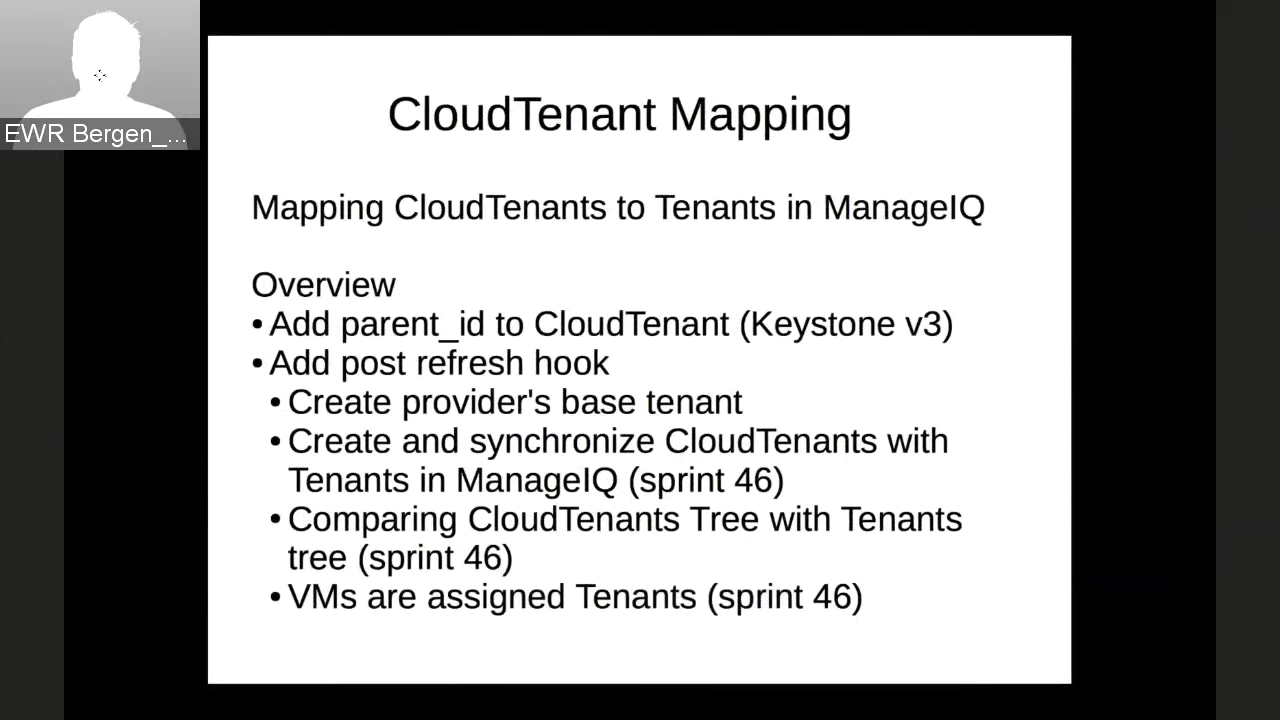 EWR Bergen_...
CloudTenant Mapping
Mapping CloudTenants to Tenants in ManageIQ
Overview
• Add parent_id to CloudTenant (Keystone v3)
• Add post refresh hook
• Create provider's base tenant
• Create and synchronize CloudTenants with
Tenants in ManageIQ (sprint 46)
• Comparing CloudTenants Tree with Tenants
tree (sprint 46)
• VMs are assigned Tenants (sprint 46)